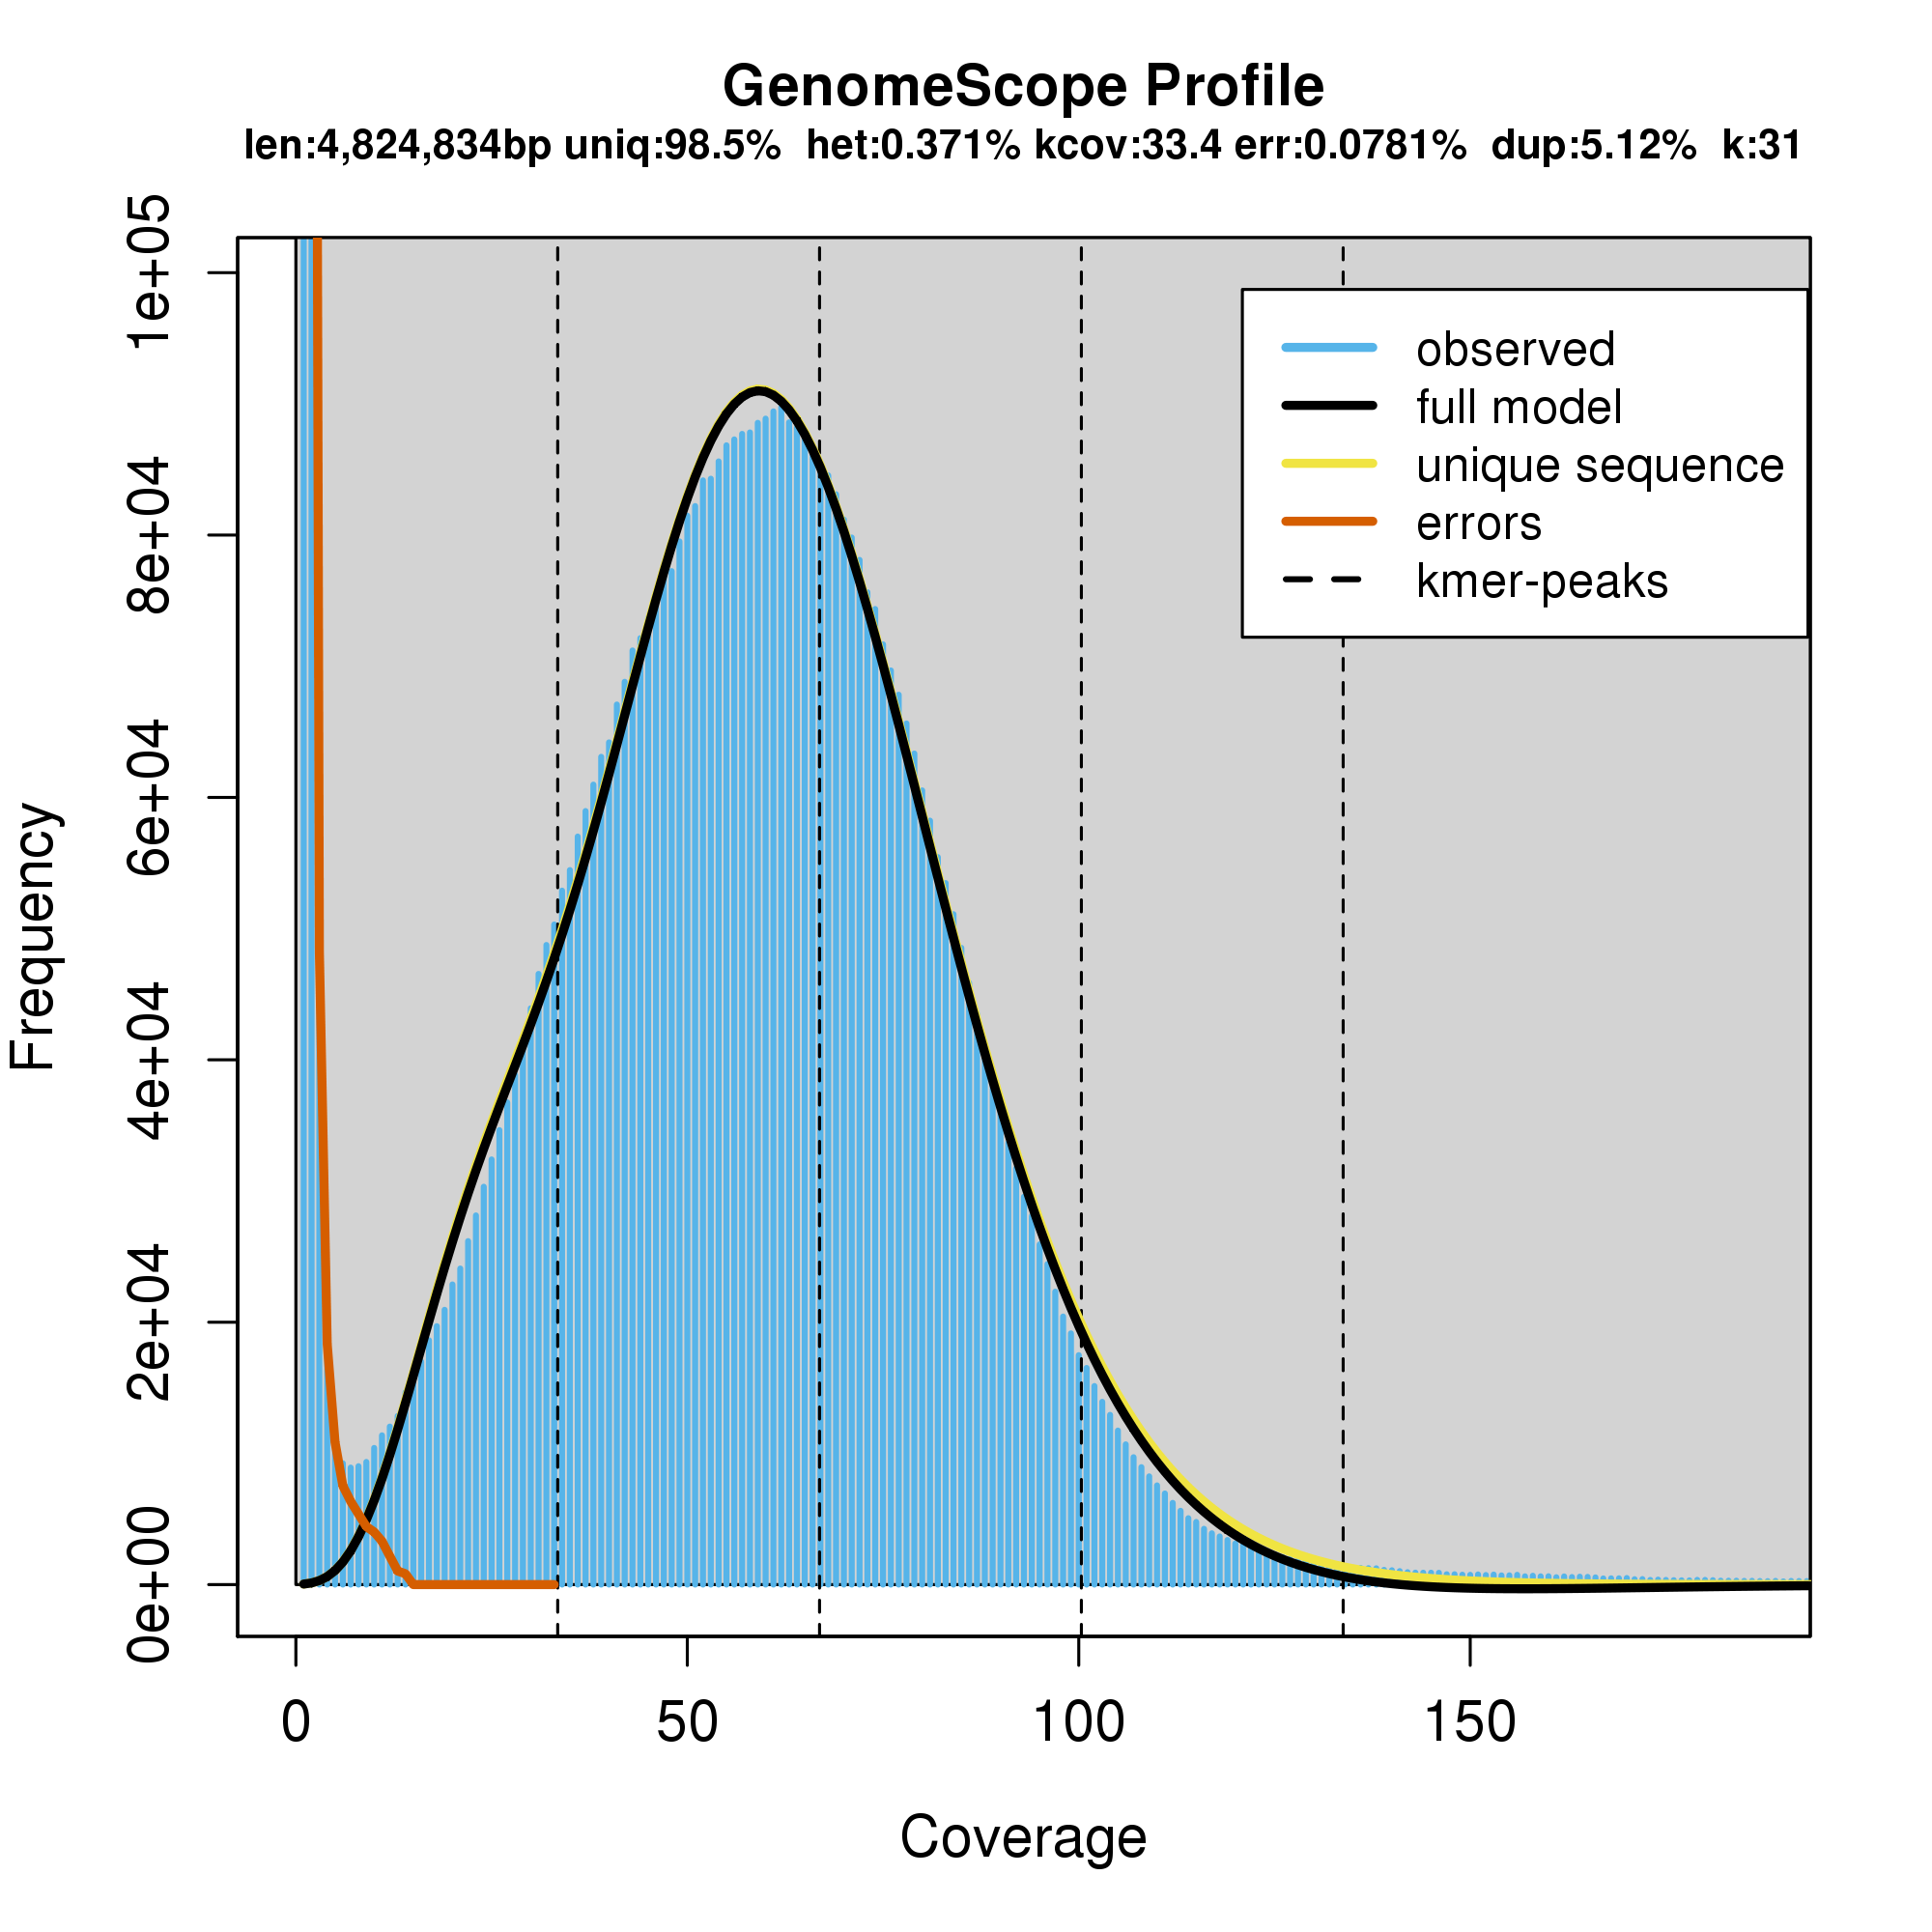 GenomeScope Profile
len:4,824,834bp uniq:98.5% het:0.371% kcov:33.4 err:0.0781% dup:5.12% k:31
Frequency
1e+05
8e+04
6e+04
4e+04
2e+04
0e+00
observed
full model
unique sequence
errors
kmer-peaks
0 50 100 150
Coverage